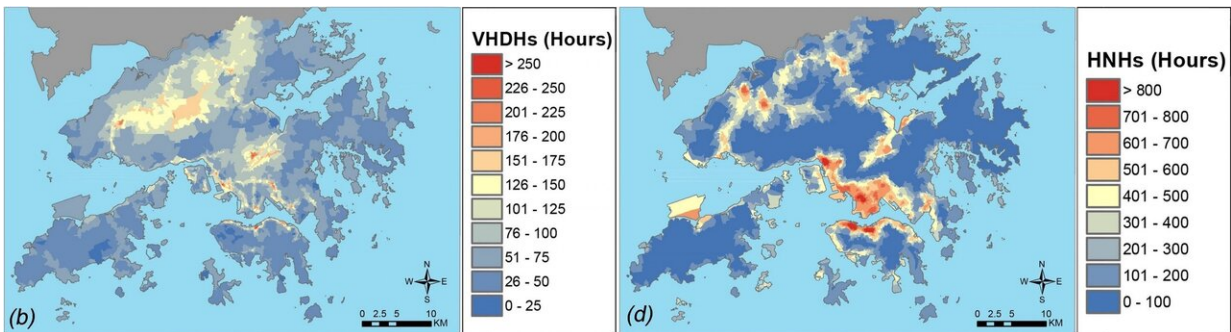 VHDHs (Hours)
> 250
226 - 250
201 - 225
176 - 200
151 - 175
126 - 150
101 - 125
76 - 100
51 - 75
26 - 50
0 - 25
N
W E
S
0 2.5 5 10
KM
(b)
HNHs (Hours)
> 800
701 - 800
601 - 700
501 - 600
401 - 500
301 - 400
201 - 300
101 - 200
0 - 100
N
W E
S
0 2.5 5 10
KM
(d)